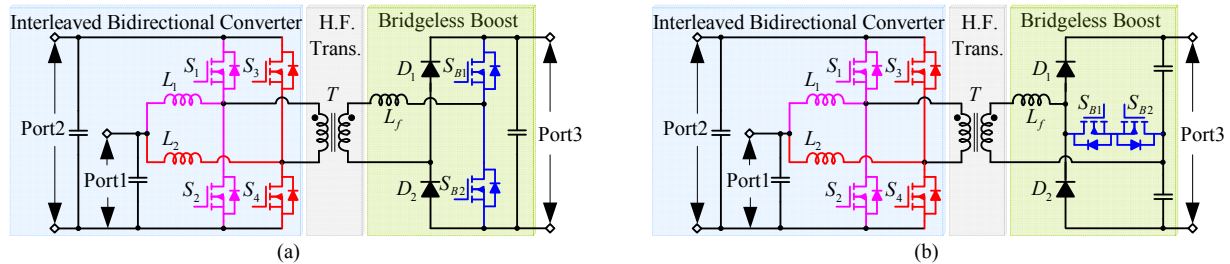 Interleaved Bidirectional Converter
H.F.
Trans.
Bridgeless Boost
S1
S3
L1
T
D1
SB1
Port2
Lf
Port3
L2
Port1
S2
S4
D2
SB2
(a)
Interleaved Bidirectional Converter
H.F.
Trans.
Bridgeless Boost
S1
S3
D1
L1
T
SB1
SB2
Port2
Lf
Port3
L2
Port1
S2
S4
D2
(b)